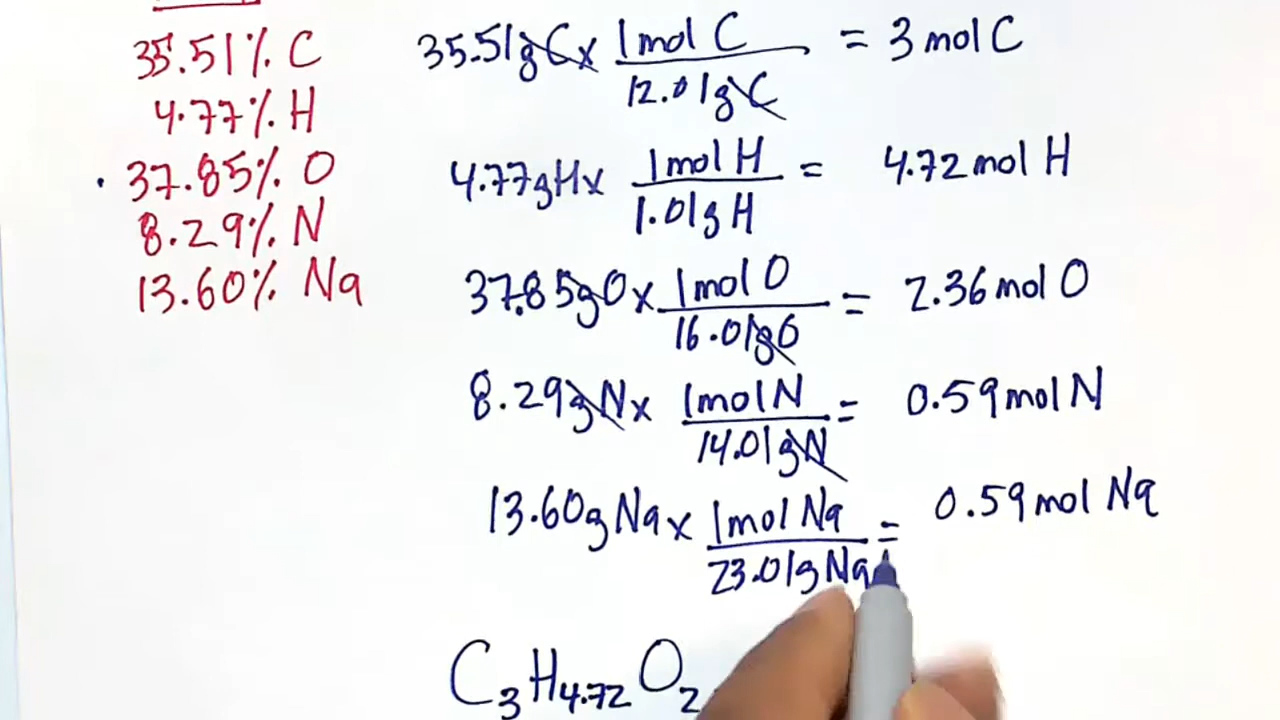 35.51% C
4.77% H
37.85% O
8.29% N
13.60% Na
35.51g C x 1 mol C / 12.01g C = 3 mol C
4.77g H x 1 mol H / 1.01g H = 4.72 mol H
37.85g O x 1 mol O / 16.01g O = 2.36 mol O
8.29g N x 1 mol N / 14.01g N = 0.59 mol N
13.60g Na x 1 mol Na / 23.01g Na = 0.59 mol Na
C3H4.72O2